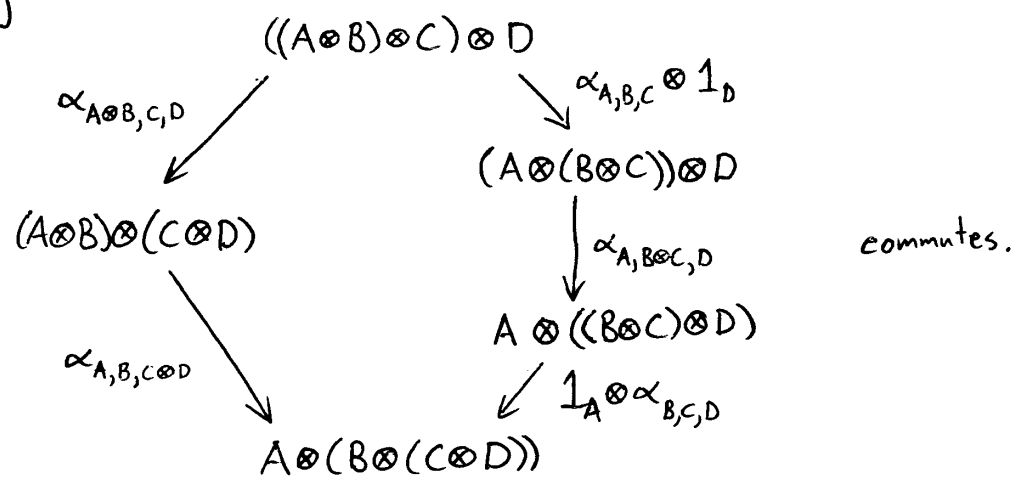 ((A⊗B)⊗C)⊗D
α_{A⊗B,C,D}
α_{A,B,C}⊗1_D
(A⊗(B⊗C))⊗D
(A⊗B)⊗(C⊗D)
α_{A,B⊗C,D}
commutes.
A⊗((B⊗C)⊗D)
α_{A,B,C⊗D}
1_A⊗α_{B,C,D}
A⊗(B⊗(C⊗D))